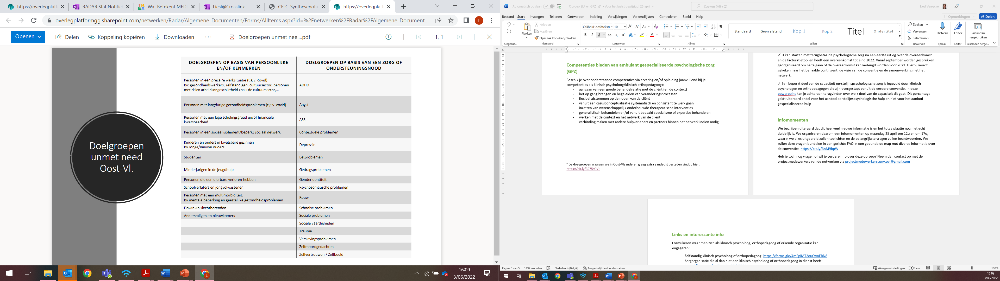 https://overlegplatf
RADAR Staf Notitie
Wat Betekent MEDI
Liesl@Crosslink
CELC-Synthesenota
https://overlegplatf
overlegplatformgg.sharepoint.com/netwerken/Radar/Algemene_Documenten/Forms/AllItems.aspx?id=%2Fnetwerken%2FRadar%2FAlgemene_Document...
L
Openen
Delen
Koppeling kopiëren
Downloaden
Doelgroepen unmet nee....pdf
1, 1
Doelgroepen
unmet need
Oost-Vl.
DOELGROEPEN OP BASIS VAN PERSOONLIJKE
EN/OF KENMERKEN
DOELGROEPEN OP BASIS VAN EEN ZORG OF
ONDERSTEUNINGSNOOD
Personen in een precaire werksituatie (t.g.v. covid)
Bv: gezondheidswerkers, zelfstandigen, cultuursector, personen
met risico arbeidsongeschiktheid zoals de cultuursector,...
ADHD
Personen met langdurige gezondheidsproblemen (t.g.v. covid)
Angst
Personen met een lage scholingsgraad en/of financiële
kwetsbaarheid
ASS
Personen in een sociaal isolement/beperkt sociaal netwerk
Contextuele problemen
Kinderen en ouders in kwetsbare gezinnen
Bv Jonge/nieuwe ouders
Depressie
Studenten
Eetproblemen
Minderjarigen in de jeugdhulp
Gedragsproblemen
Personen die een dierbare verloren hebben
Genderidentiteit
Schoolverlaters en jongvolwassenen
Psychosomatische problemen
Personen met een multimorbiditeit.
Bv mentale beperking en geestelijke gezondheidsproblemen
Rouw
Doven en slechthorenden
Schoolse problemen
Anderstaligen en nieuwkomers
Sociale problemen
Sociale vaardigheden
Trauma
Verslavingsproblemen
Zelfmoordgedachten
Zelfvertrouwen / Zelfbeeld
16:09
3/06/2022
Automatisch opslaan
Oproep ELP en GPZ
• Voor het laatst gewijzigd: 25 april
Zoeken (Alt+Q)
Liesl Vereecke
Bestand Start Invoegen Tekenen Ontwerpen Indeling Verwijzingen Verzendlijsten Controleren Beeld Help
Opmerkingen
Delen
Plakken
Knippen
Kopiëren
Opmaak kopiëren/plakken
Calibri (Hoofdtekst) 10
Standaard
Geen afstand
Kop 1
Kop 2
Titel
Ondertitel
Zoeken
Vervangen
Selecteren
Dicteren
Editor
Bestanden
hergebruiken
Ongedaa...
Klembord
Lettertype
Alinea
Stijlen
Bewerken
Spraak
Editor
Bestanden herge...
Competenties bieden van ambulant gespecialiseerde psychologische zorg
(GPZ)
Beschik je over onderstaande competenties via ervaring en/of opleiding (aanvullend bij je
competenties als klinisch psycholoog/klinisch orthopedagoog):
- aangaan van een goede behandelrelatie met de cliënt (en de context)
- het op gang brengen en begeleiden van veranderingsprocessen
- flexibel afstemmen op de noden van de cliënt
- vanuit een casusconceptualisatie systematisch en consistent te werk gaan
- inzetten van wetenschappelijk onderbouwde therapeutische interventies
- generalistisch behandelen en/of vanuit bepaald specialisme of expertise behandelen
- werken met de context en het netwerk van de cliënt
- verbinding maken met andere hulpverleners en partners binnen het netwerk indien nodig
4 De doelgroepen waaraan we in Oost-Vlaanderen graag extra aandacht besteden vindt u hier:
https://bit.ly/3975sOV=
✓ U kan starten met terugbetaalde psychologische zorg na een eerste uitleg over de overeenkomst
en de facturatietool en heeft een overeenkomst tot eind 2022. Vanaf september worden gesprekken
georganiseerd om na te gaan of de overeenkomst kan verlengd worden voor 2023. Hierbij wordt
gekeken naar het behaalde contingent, de visie van de conventie en de samenwerking met het
netwerk.
✓ Een beperkt deel van de capaciteit eerstelijnspsychologische zorg is ingevuld door klinisch
psychologen en orthopedagogen die zijn overgestapt vanuit de eerdere conventie. In deze
powerpoint kan je achteraan terugvinden over welk deel van de capaciteit dit gaat. Dit percentage
geldt uiteraard enkel voor het aanbod eerstelijnspsychologische hulp en niet voor het aanbod
gespecialiseerde hulp
Infomomenten
We begrijpen uiteraard dat dit heel veel nieuwe informatie is en het totaalplaatje nog niet echt
duidelijk is. We organiseren daarom een infomomenten op maandag 25 april om 12u en om 17u,
waarin we alles uitgebreid zullen toelichten en de belangrijkste vragen zullen beantwoorden. We
zullen deze vragen bundelen in een gerichte FAQ in een gebundelde map met diverse informatie over
de conventie: https://bit.ly/3nM9bpW
Heb je toch nog vragen of wil je verdere info over deze oproep? Neem dan contact op met de
projectmedewerkers van de netwerken via projectmedewerkersconv.ovl@gmail.com
Links en interessante info
Formulieren waar men zich als klinisch psycholoog, orthopedagoog of erkende organisatie kan
engageren:
- Zelfstandig klinisch psycholoog of orthopedagoog: https://forms.gle/4mFpiMT2ouCwnERN8
- Zorgorganisatie die al dan niet een klinisch psycholoog of orthopedagoog in dienst heeft:
Pagina 3 van 5
1497 woorden
Nederlands (België)
Toegankelijkheid: onderzoeken
Weergave-instellingen
Focus
100%
16:09
3/06/2022